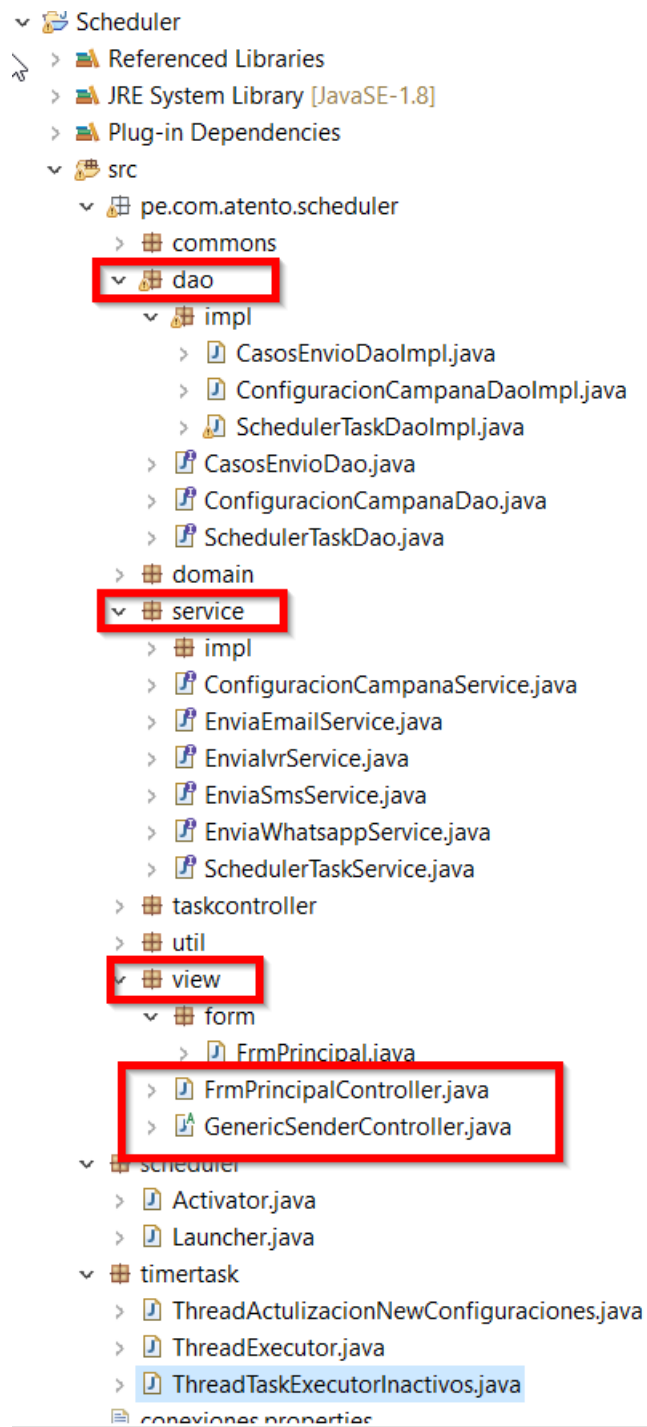 Scheduler
Referenced Libraries
JRE System Library [JavaSE-1.8]
Plug-in Dependencies
src
pe.com.atento.scheduler
commons
dao
impl
CasosEnvioDaoImpl.java
ConfiguracionCampanaDaoImpl.java
SchedulerTaskDaoImpl.java
CasosEnvioDao.java
ConfiguracionCampanaDao.java
SchedulerTaskDao.java
domain
service
impl
ConfiguracionCampanaService.java
EnviaEmailService.java
EnviaIvrService.java
EnviaSmsService.java
EnviaWhatsappService.java
SchedulerTaskService.java
taskcontroller
util
view
form
FrmPrincipal.java
FrmPrincipalController.java
GenericSenderController.java
scheduler
Activator.java
Launcher.java
timertask
ThreadActulizacionNewConfiguraciones.java
ThreadExecutor.java
ThreadTaskExecutorInactivos.java
conexiones.properties